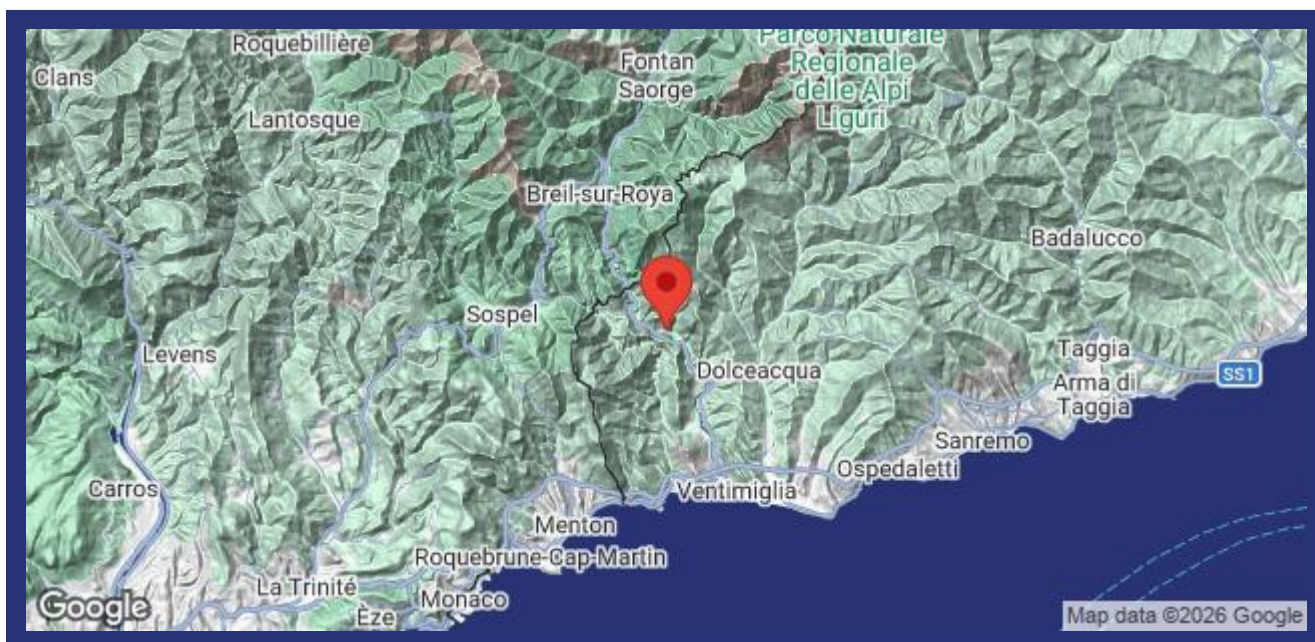 Parco Naturale
Regionale
delle Alpi
Liguri
Roquebillière
Fontan
Saorge
Clans
Lantosque
Breil-sur-Roya
Badalucco
Sospel
Levens
Taggia
SS1
Dolceacqua
Arma di
Taggia
Sanremo
Ospedaletti
Carros
Ventimiglia
Menton
Roquebrune-Cap-Martin
La Trinité
Monaco
Èze
Google
Map data ©2026 Google